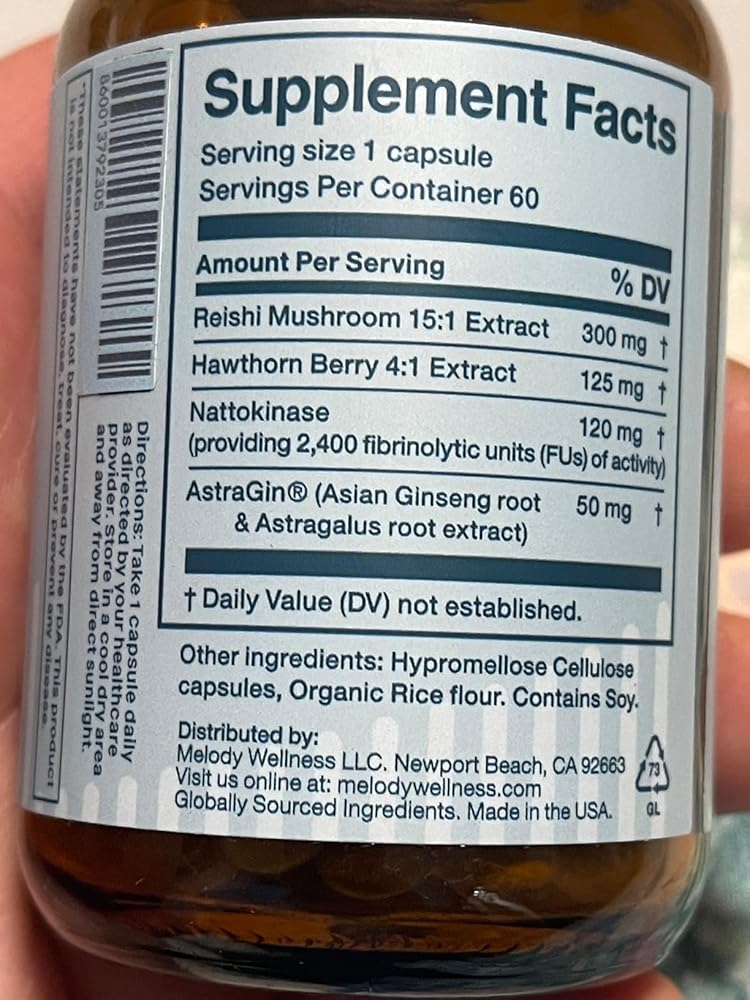 Supplement Facts
Serving size 1 capsule
Servings Per Container 60
Amount Per Serving % DV
Reishi Mushroom 15:1 Extract 300 mg †
Hawthorn Berry 4:1 Extract 125 mg †
Nattokinase 120 mg †
(providing 2,400 fibrinolytic units (FUs) of activity)
AstraGin® (Asian Ginseng root 50 mg †
& Astragalus root extract)
† Daily Value (DV) not established.
Other ingredients: Hypromellose Cellulose
capsules, Organic Rice flour. Contains Soy.
Distributed by:
Melody Wellness LLC. Newport Beach, CA 92663
Visit us online at: melodywellness.com
Globally Sourced Ingredients. Made in the USA.
73
GL
Directions: Take 1 capsule daily
as directed by your healthcare
provider. Store in a cool dry area
and away from direct sunlight.
860013792305
*These statements have not been evaluated by the FDA. This product
is not intended to diagnose, treat, cure or prevent any disease.